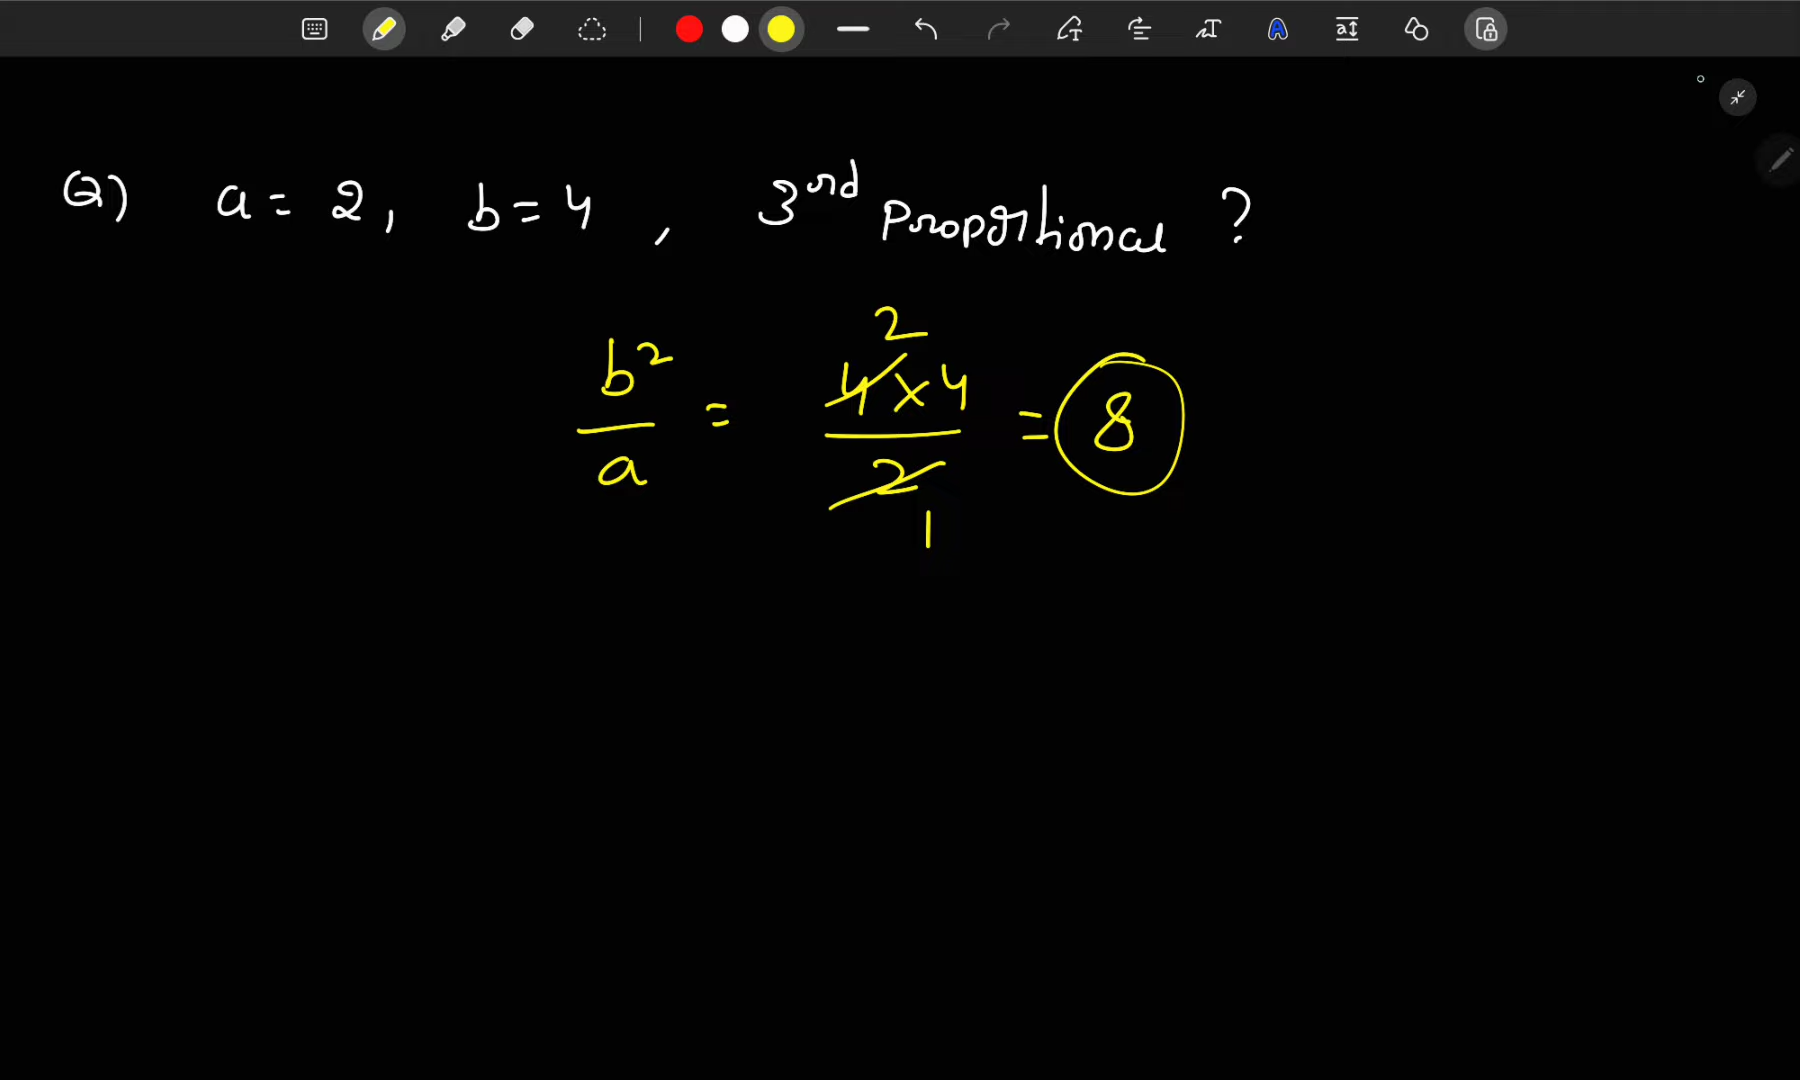 Q) a = 2, b = 4, 3rd Proportional ?
b²/a = 4×4/2 = 8
2
1